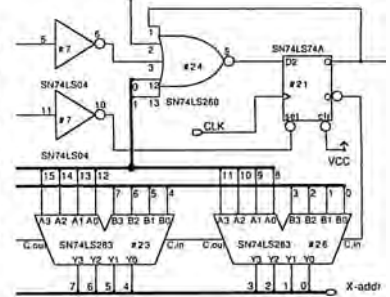 1
5
#7
6
2
3
#24
5
SN74LS74A
D2
Q
#21
SN74LS04
0
12
1
13
SN74LS260
11
#7
10
CLK
set
clr
SN74LS04
VCC
15 14 13 12
7 6 5 4
11 10 9 8
3 2 1 0
A3 A2 A1 A0 B3 B2 B1 B0
A3 A2 A1 A0 B3 B2 B1 B0
C.out SN74LS283 #23 C.in
C.out SN74LS283 #26 C.in
Y3 Y2 Y1 Y0
Y3 Y2 Y1 Y0
7 6 5 4
3 2 1 0
X-addr